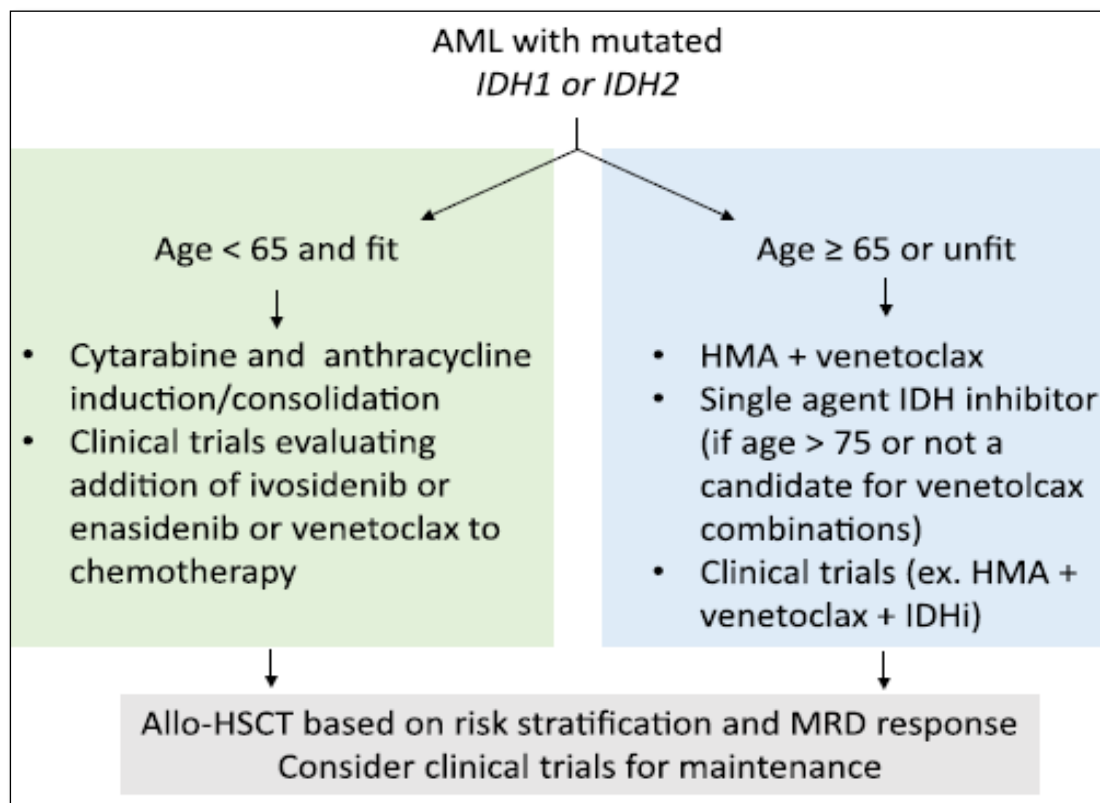 AML with mutated
IDH1 or IDH2
Age < 65 and fit
• Cytarabine and anthracycline
induction/consolidation
• Clinical trials evaluating
addition of ivosidenib or
enasidenib or venetoclax to
chemotherapy
Age ≥ 65 or unfit
• HMA + venetoclax
• Single agent IDH inhibitor
(if age > 75 or not a
candidate for venetolcax
combinations)
• Clinical trials (ex. HMA +
venetoclax + IDHi)
Allo-HSCT based on risk stratification and MRD response
Consider clinical trials for maintenance